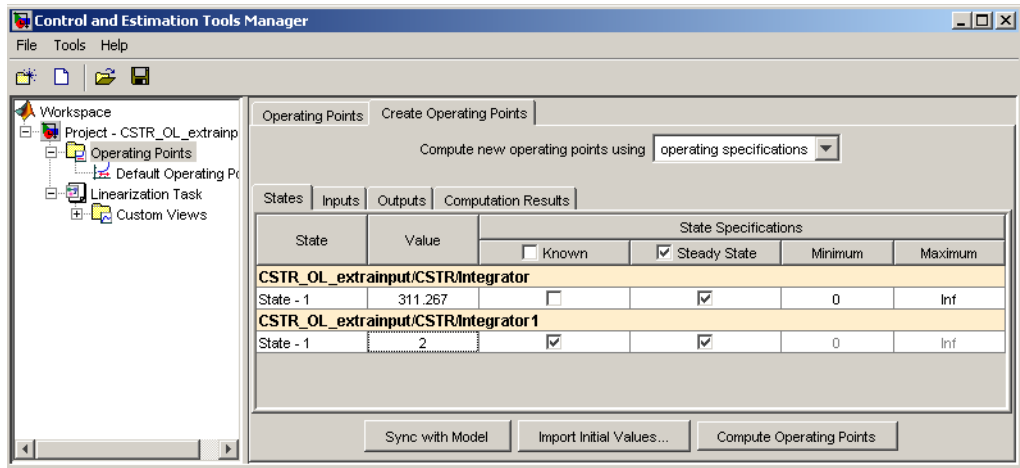 Control and Estimation Tools Manager
File Tools Help
Workspace
Project - CSTR_OL_extrainp
Operating Points
Default Operating Po
Linearization Task
Custom Views
Operating Points Create Operating Points
Compute new operating points using operating specifications
States Inputs Outputs Computation Results
State Value State Specifications
Known Steady State Minimum Maximum
CSTR_OL_extrainput/CSTR/Integrator
State - 1 311.267 0 Inf
CSTR_OL_extrainput/CSTR/Integrator1
State - 1 2 0 Inf
Sync with Model Import Initial Values... Compute Operating Points